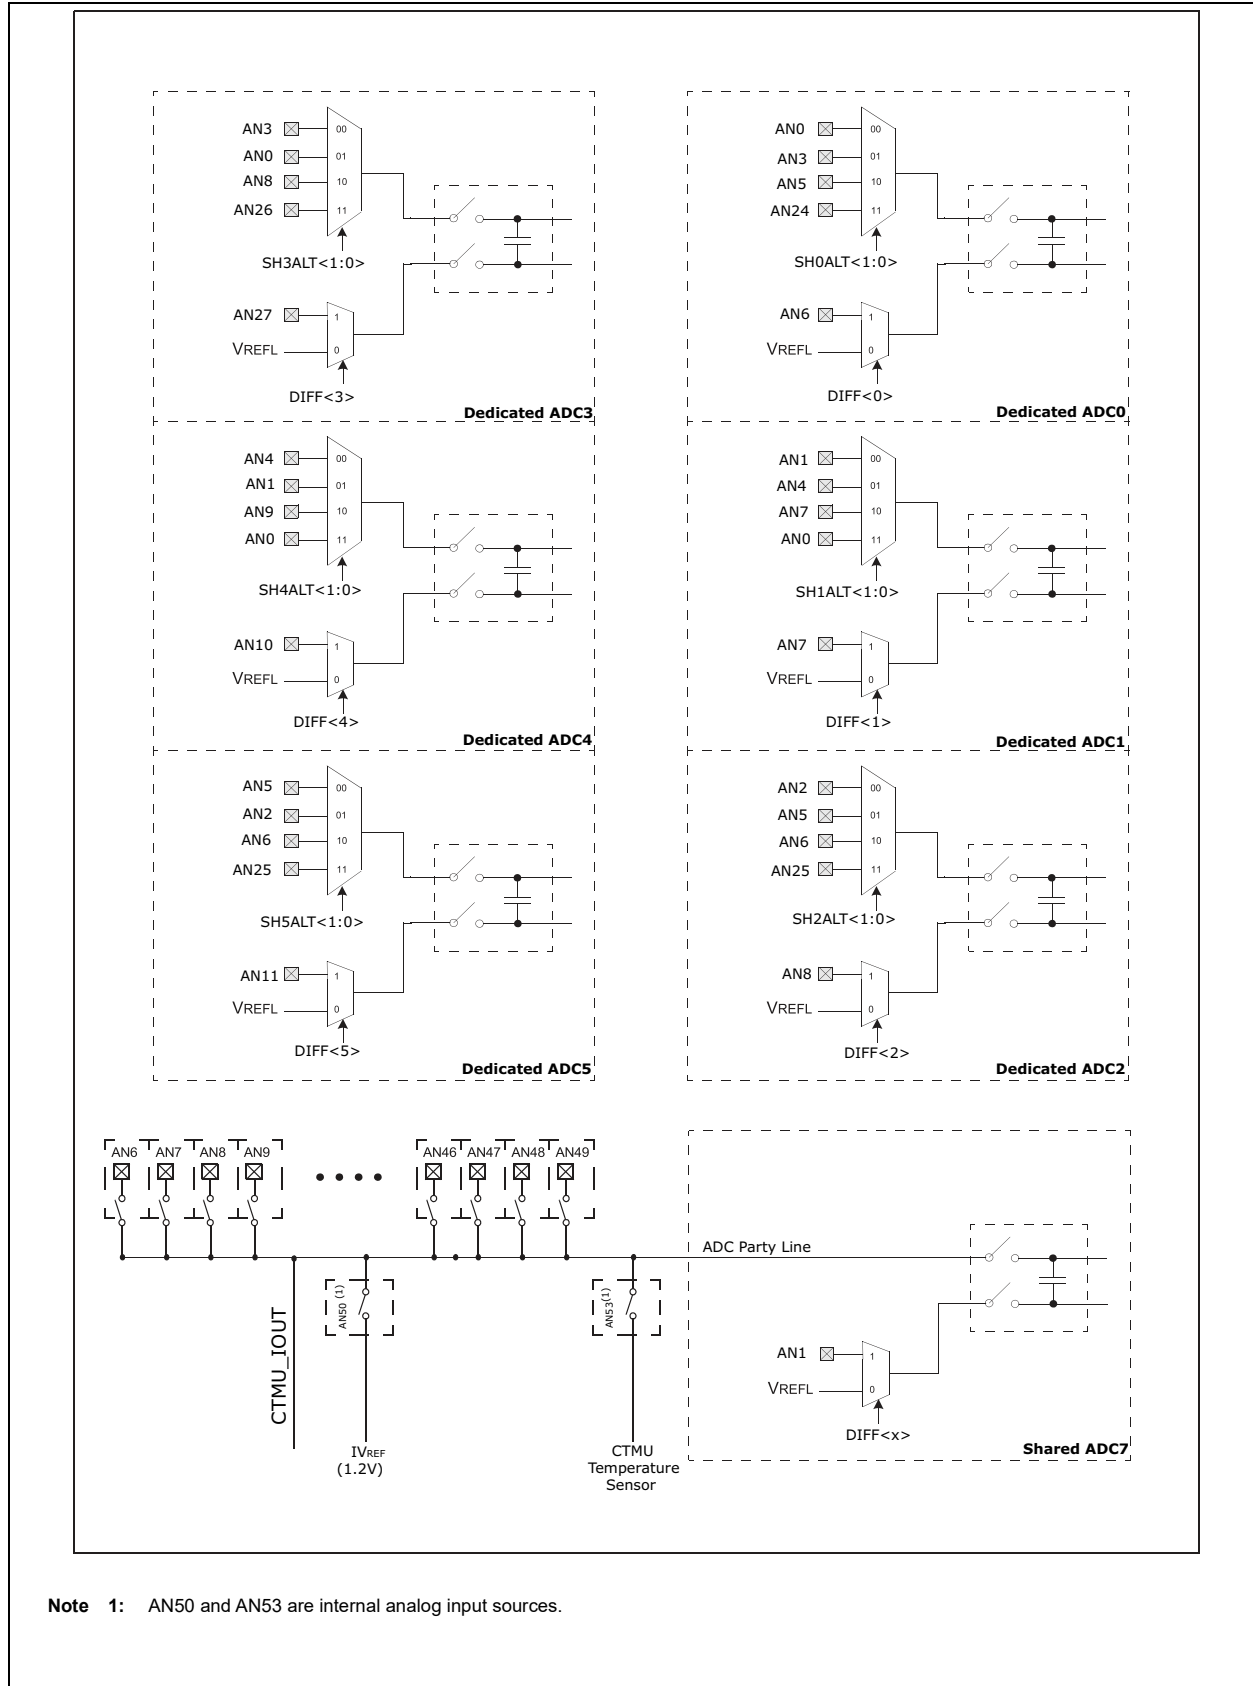 AN3
00
AN0
01
AN8
10
AN26
11
SH3ALT<1:0>
AN27
1
VREFL
0
DIFF<3>
Dedicated ADC3
AN0
00
AN3
01
AN5
10
AN24
11
SH0ALT<1:0>
AN6
1
VREFL
0
DIFF<0>
Dedicated ADC0
AN4
00
AN1
01
AN9
10
AN0
11
SH4ALT<1:0>
AN10
1
VREFL
0
DIFF<4>
Dedicated ADC4
AN1
00
AN4
01
AN7
10
AN0
11
SH1ALT<1:0>
AN7
1
VREFL
0
DIFF<1>
Dedicated ADC1
AN5
00
AN2
01
AN6
10
AN25
11
SH5ALT<1:0>
AN11
1
VREFL
0
DIFF<5>
Dedicated ADC5
AN2
00
AN5
01
AN6
10
AN25
11
SH2ALT<1:0>
AN8
1
VREFL
0
DIFF<2>
Dedicated ADC2
AN6 AN7 AN8 AN9 AN46 AN47 AN48 AN49
ADC Party Line
CTMU_IOUT
AN50 (1)
IVREF
(1.2V)
AN53(1)
CTMU
Temperature
Sensor
AN1
1
VREFL
0
DIFF<x>
Shared ADC7
Note 1: AN50 and AN53 are internal analog input sources.